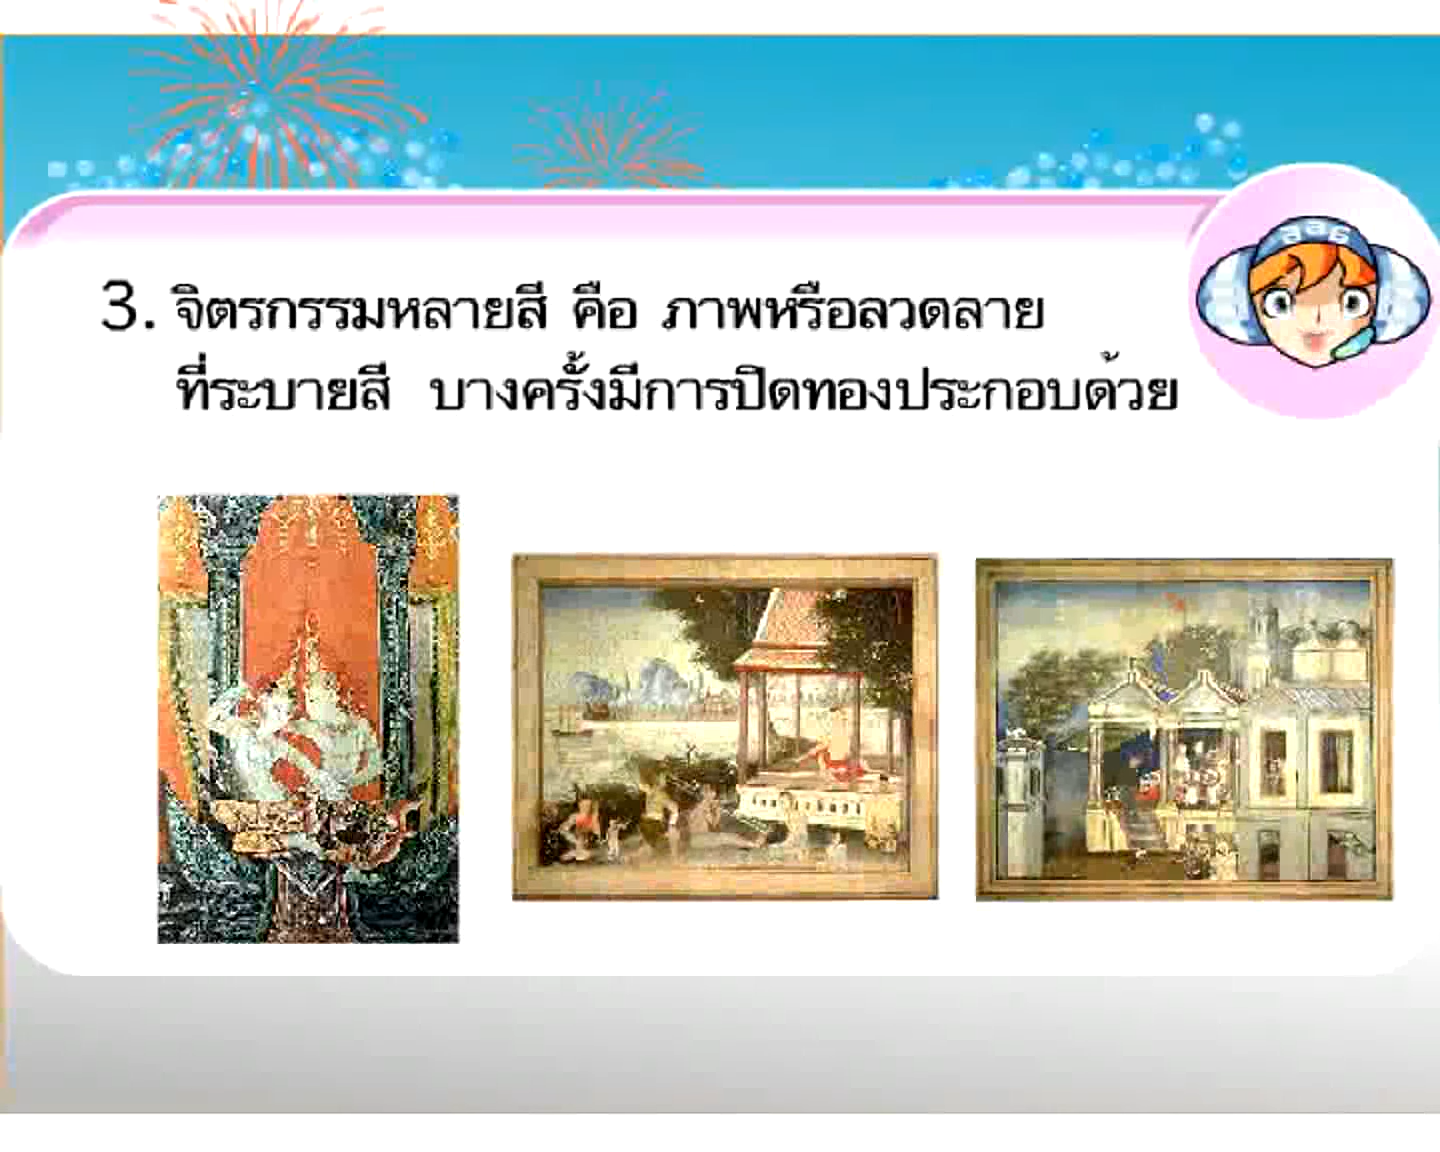 3. จิตรกรรมหลายสี คือ ภาพหรือลวดลาย
ที่ระบายสี บางครั้งมีการปิดทองประกอบด้วย